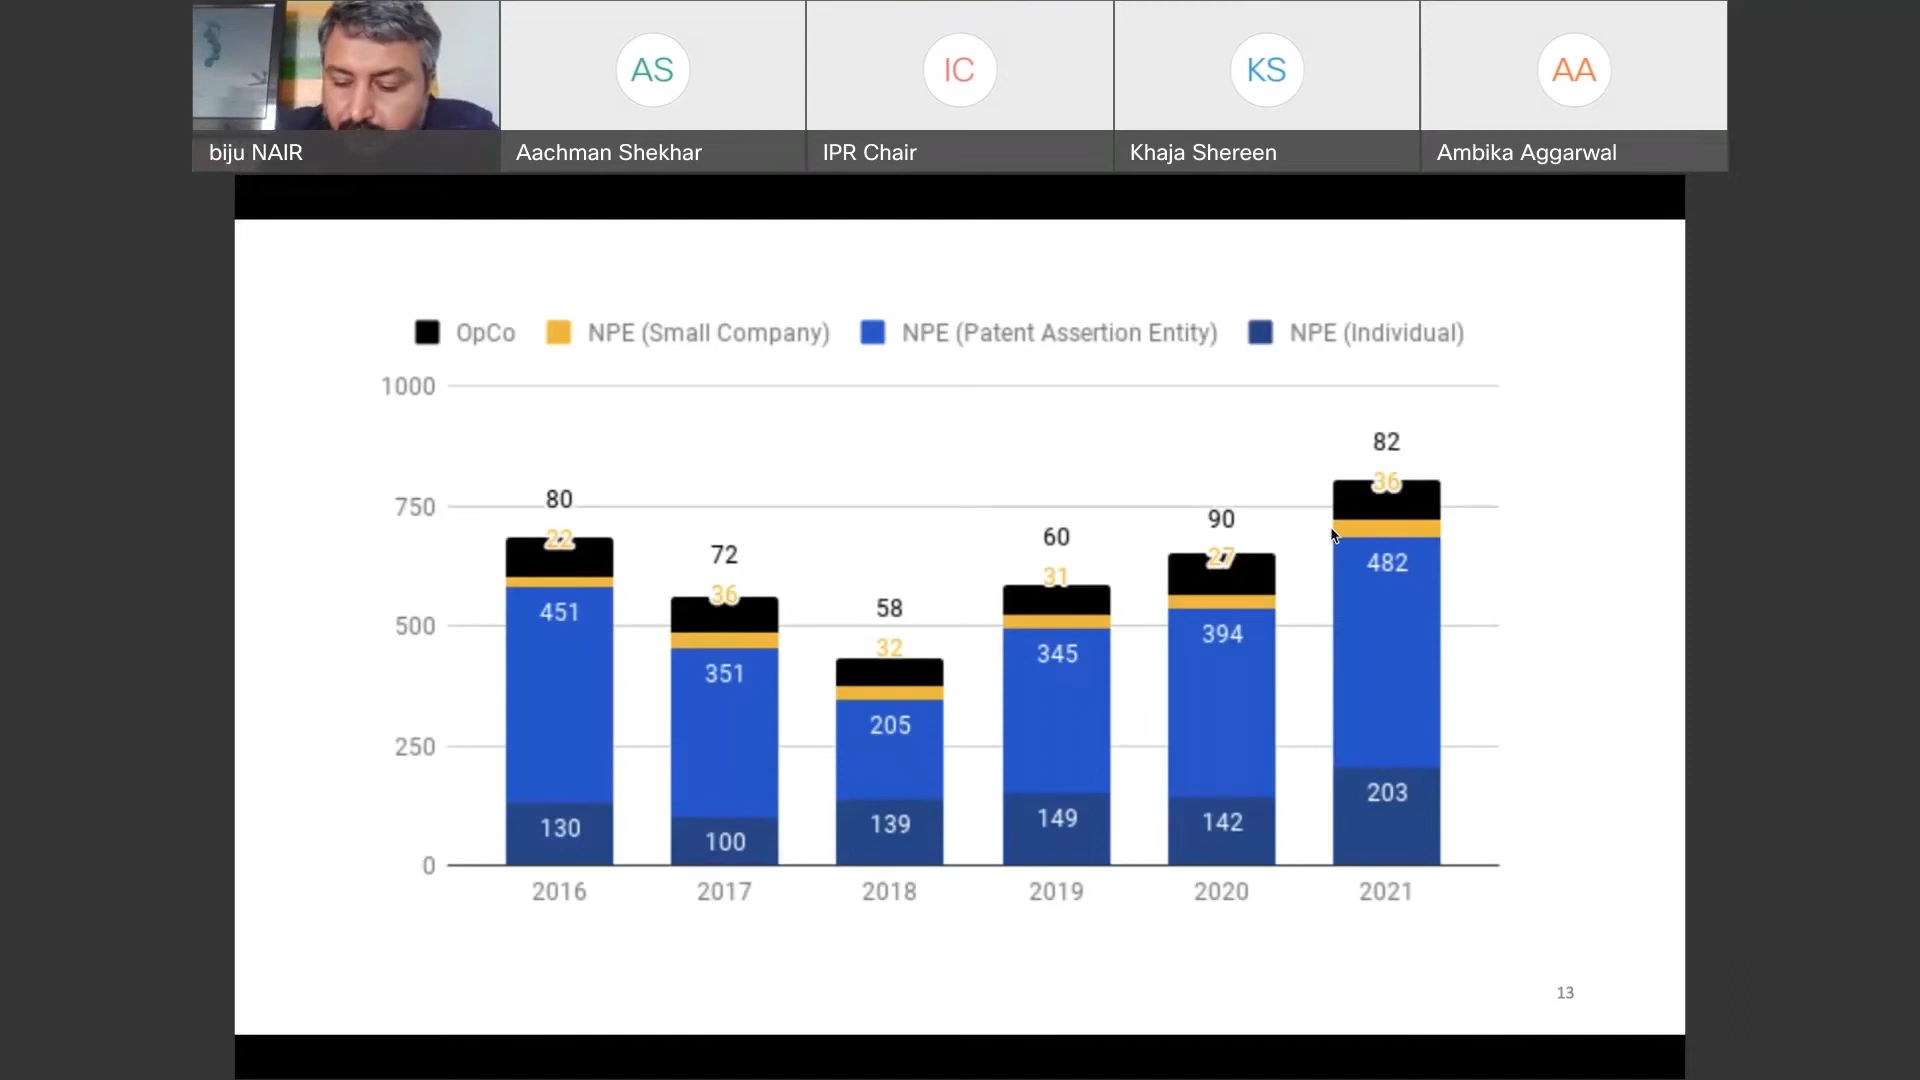 AS
IC
KS
AA
biju NAIR
Aachman Shekhar
IPR Chair
Khaja Shereen
Ambika Aggarwal
OpCo NPE (Small Company) NPE (Patent Assertion Entity) NPE (Individual)
1000
750
500
250
0
80
22
451
130
72
36
351
100
58
32
205
139
60
31
345
149
90
27
394
142
82
36
482
203
2016 2017 2018 2019 2020 2021
13